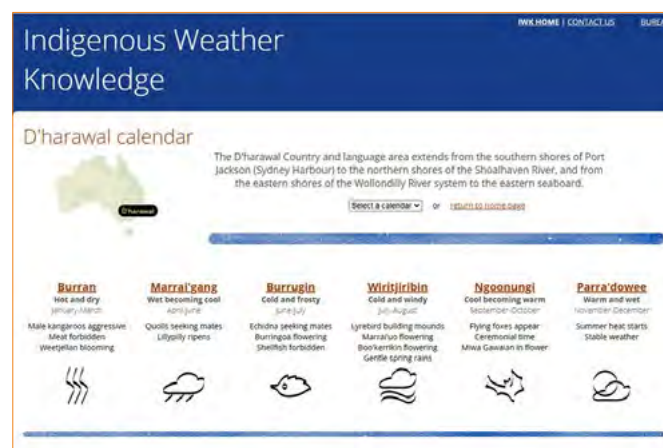 IWK HOME | CONTACT US BUREA
Indigenous Weather
Knowledge
D'harawal calendar
The D'harawal Country and language area extends from the southern shores of Port
Jackson (Sydney Harbour) to the northern shores of the Shoalhaven River, and from
the eastern shores of the Wollondilly River system to the eastern seaboard.
D'harawal
Select a calendar or return to home page
Burran
Hot and dry
January-March
Male kangaroos aggressive
Meat forbidden
Weetjellan blooming
Marrai'gang
Wet becoming cool
April-June
Quolls seeking mates
Lillypilly ripens
Burrugin
Cold and frosty
June-July
Echidna seeking mates
Burringoa flowering
Shellfish forbidden
Wiritjiribin
Cold and windy
July-August
Lyrebird building mounds
Marrai'uo flowering
Boo'kerrikin flowering
Gentle spring rains
Ngoonungi
Cool becoming warm
September-October
Flying foxes appear
Ceremonial time
Miwa Gawaian in flower
Parra'dowee
Warm and wet
November-December
Summer heat starts
Stable weather